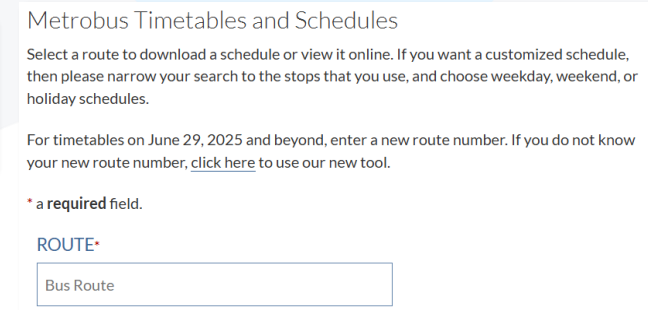 Metrobus Timetables and Schedules
Select a route to download a schedule or view it online. If you want a customized schedule,
then please narrow your search to the stops that you use, and choose weekday, weekend, or
holiday schedules.
For timetables on June 29, 2025 and beyond, enter a new route number. If you do not know
your new route number, click here to use our new tool.
* a required field.
ROUTE*
Bus Route